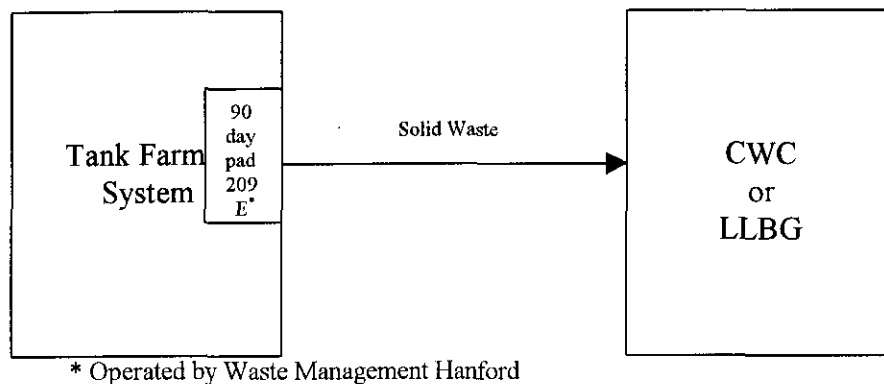 Tank Farm
System
90
day
pad
209
E*
Solid Waste
CWC
or
LLBG
* Operated by Waste Management Hanford